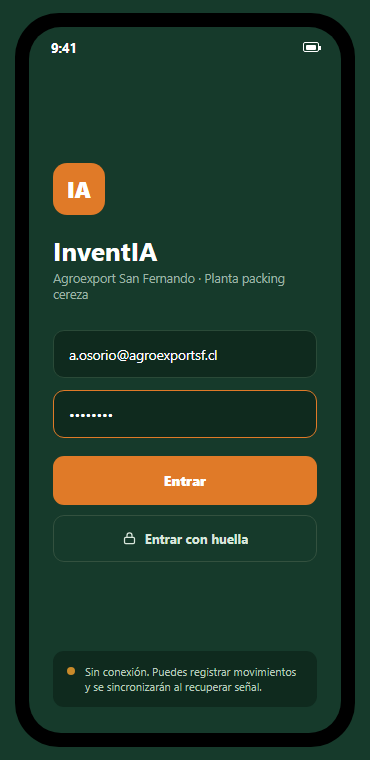 9:41
IA
InventIA
Agroexport San Fernando · Planta packing
cereza
a.osorio@agroexportsf.cl
••••••••
Entrar
Entrar con huella
Sin conexión. Puedes registrar movimientos
y se sincronizarán al recuperar señal.